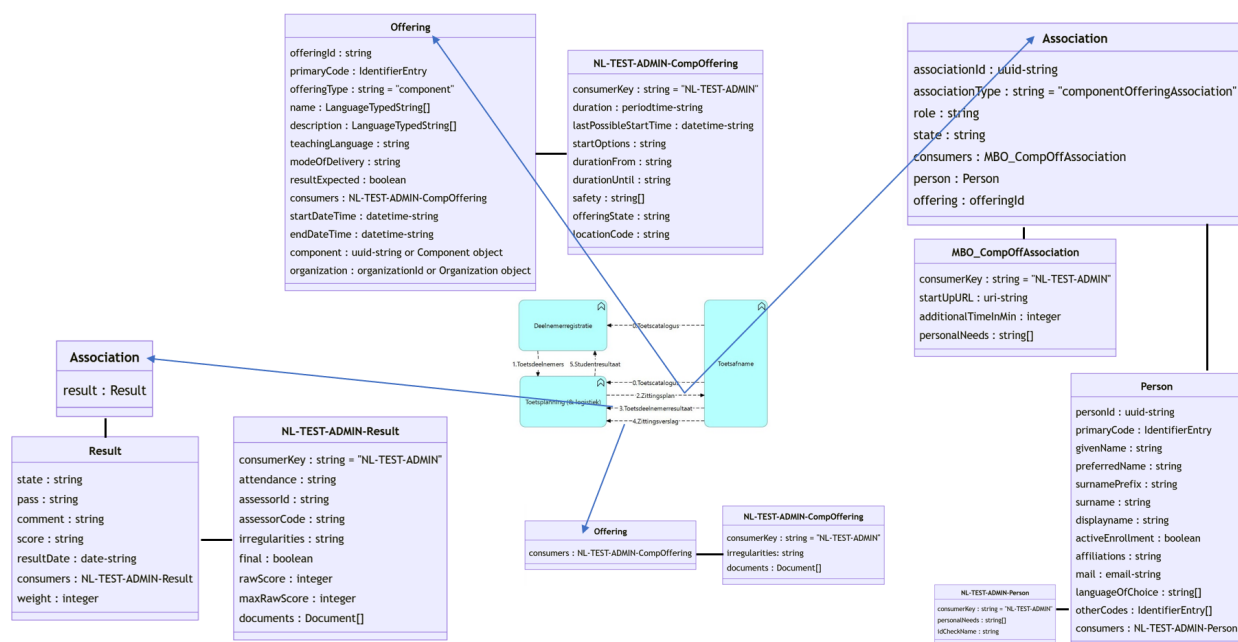 Offering
offeringId : string
primaryCode : IdentifierEntry
offeringType : string = "component"
name : LanguageTypedString[]
description : LanguageTypedString[]
teachingLanguage : string
modeOfDelivery : string
resultExpected : boolean
consumers : NL-TEST-ADMIN-CompOffering
startDateTime : datetime-string
endDateTime : datetime-string
component : uuid-string or Component object
organization : organizationId or Organization object
NL-TEST-ADMIN-CompOffering
consumerKey : string = "NL-TEST-ADMIN"
duration : periodtime-string
lastPossibleStartTime : datetime-string
startOptions : string
durationFrom : string
durationUntil : string
safety : string[]
offeringState : string
locationCode : string
Association
associationId : uuid-string
associationType : string = "componentOfferingAssociation"
role : string
state : string
consumers : MBO_CompOffAssociation
person : Person
offering : offeringId
MBO_CompOffAssociation
consumerKey : string = "NL-TEST-ADMIN"
startUpURL : uri-string
additionalTimeInMin : integer
personalNeeds : string[]
Deelnemerregistratie
0.Toetscatalogus
Toetsafname
1.Toetsdeelnemers
5.Studentresultaat
0.Toetscatalogus
Toetsplanning (& logistiek)
2.Zittingsplan
3.Toetsdeelnemerresultaat
4.Zittingsverslag
Association
result : Result
Result
state : string
pass : string
comment : string
score : string
resultDate : date-string
consumers : NL-TEST-ADMIN-Result
weight : integer
NL-TEST-ADMIN-Result
consumerKey : string = "NL-TEST-ADMIN"
attendance : string
assessorId : string
assessorCode : string
irregularities : string
final : boolean
rawScore : integer
maxRawScore : integer
documents : Document[]
Offering
consumers : NL-TEST-ADMIN-CompOffering
NL-TEST-ADMIN-CompOffering
consumerKey : string = "NL-TEST-ADMIN"
irregularities: string
documents : Document[]
Person
personId : uuid-string
primaryCode : IdentifierEntry
givenName : string
preferredName : string
surnamePrefix : string
surname : string
displayname : string
activeEnrollment : boolean
affiliations : string
mail : email-string
languageOfChoice : string[]
otherCodes : IdentifierEntry[]
consumers : NL-TEST-ADMIN-Person
NL-TEST-ADMIN-Person
consumerKey : string = "NL-TEST-ADMIN"
personalNeeds : string[]
idCheckName : string